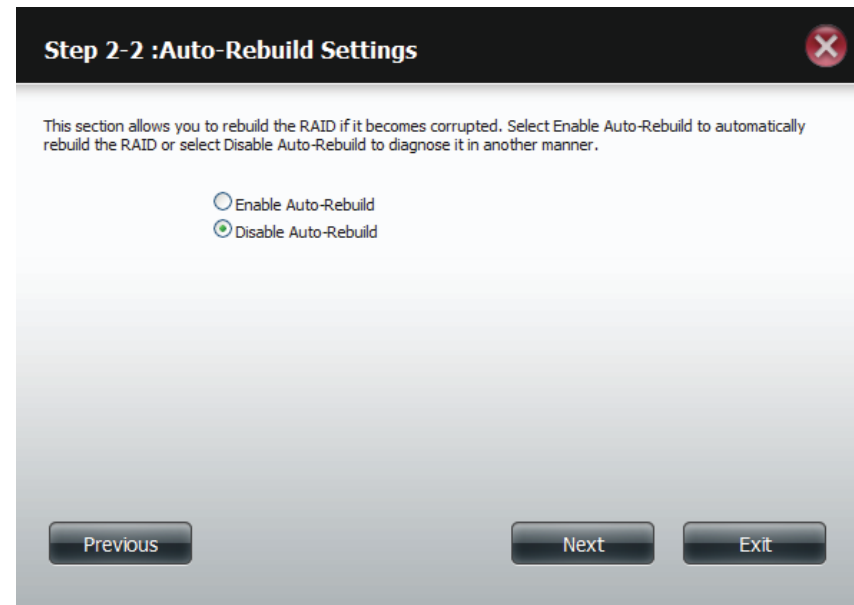 Step 2-2 :Auto-Rebuild Settings
This section allows you to rebuild the RAID if it becomes corrupted. Select Enable Auto-Rebuild to automatically
rebuild the RAID or select Disable Auto-Rebuild to diagnose it in another manner.
Enable Auto-Rebuild
Disable Auto-Rebuild
Previous
Next
Exit